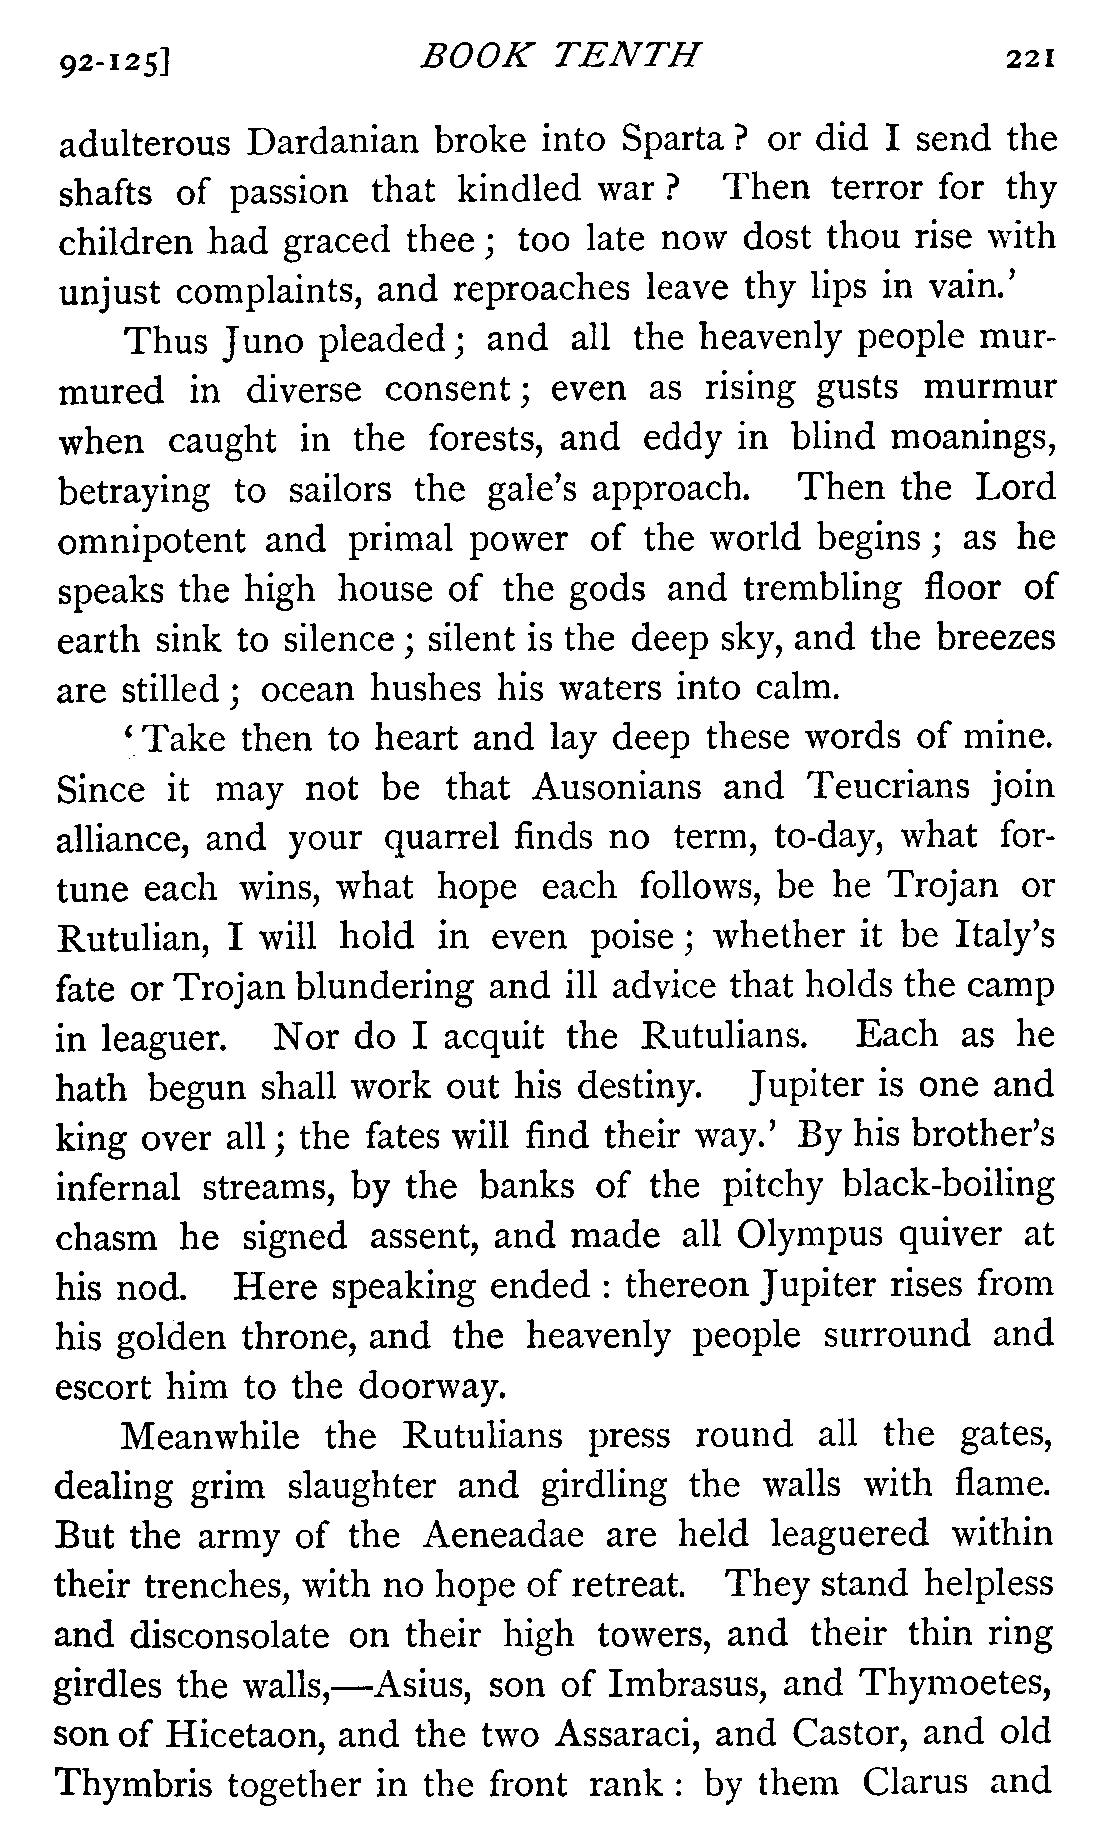 92-125] BOOK TENTH 221
adulterous Dardanian broke into Sparta ? or did I send the
shafts of passion that kindled war ? Then terror for thy
children had graced thee ; too late now dost thou rise with
unjust complaints, and reproaches leave thy lips in vain.’
Thus Juno pleaded ; and all the heavenly people mur-
mured in diverse consent ; even as rising gusts murmur
when caught in the forests, and eddy in blind moanings,
betraying to sailors the gale’s approach. Then the Lord
omnipotent and primal power of the world begins ; as he
speaks the high house of the gods and trembling floor of
earth sink to silence ; silent is the deep sky, and the breezes
are stilled ; ocean hushes his waters into calm.
‘Take then to heart and lay deep these words of mine.
Since it may not be that Ausonians and Teucrians join
alliance, and your quarrel finds no term, to-day, what for-
tune each wins, what hope each follows, be he Trojan or
Rutulian, I will hold in even poise ; whether it be Italy’s
fate or Trojan blundering and ill advice that holds the camp
in leaguer. Nor do I acquit the Rutulians. Each as he
hath begun shall work out his destiny. Jupiter is one and
king over all ; the fates will find their way.’ By his brother’s
infernal streams, by the banks of the pitchy black-boiling
chasm he signed assent, and made all Olympus quiver at
his nod. Here speaking ended : thereon Jupiter rises from
his golden throne, and the heavenly people surround and
escort him to the doorway.
Meanwhile the Rutulians press round all the gates,
dealing grim slaughter and girdling the walls with flame.
But the army of the Aeneadae are held leaguered within
their trenches, with no hope of retreat. They stand helpless
and disconsolate on their high towers, and their thin ring
girdles the walls,—Asius, son of Imbrasus, and Thymoetes,
son of Hicetaon, and the two Assaraci, and Castor, and old
Thymbris together in the front rank : by them Clarus and